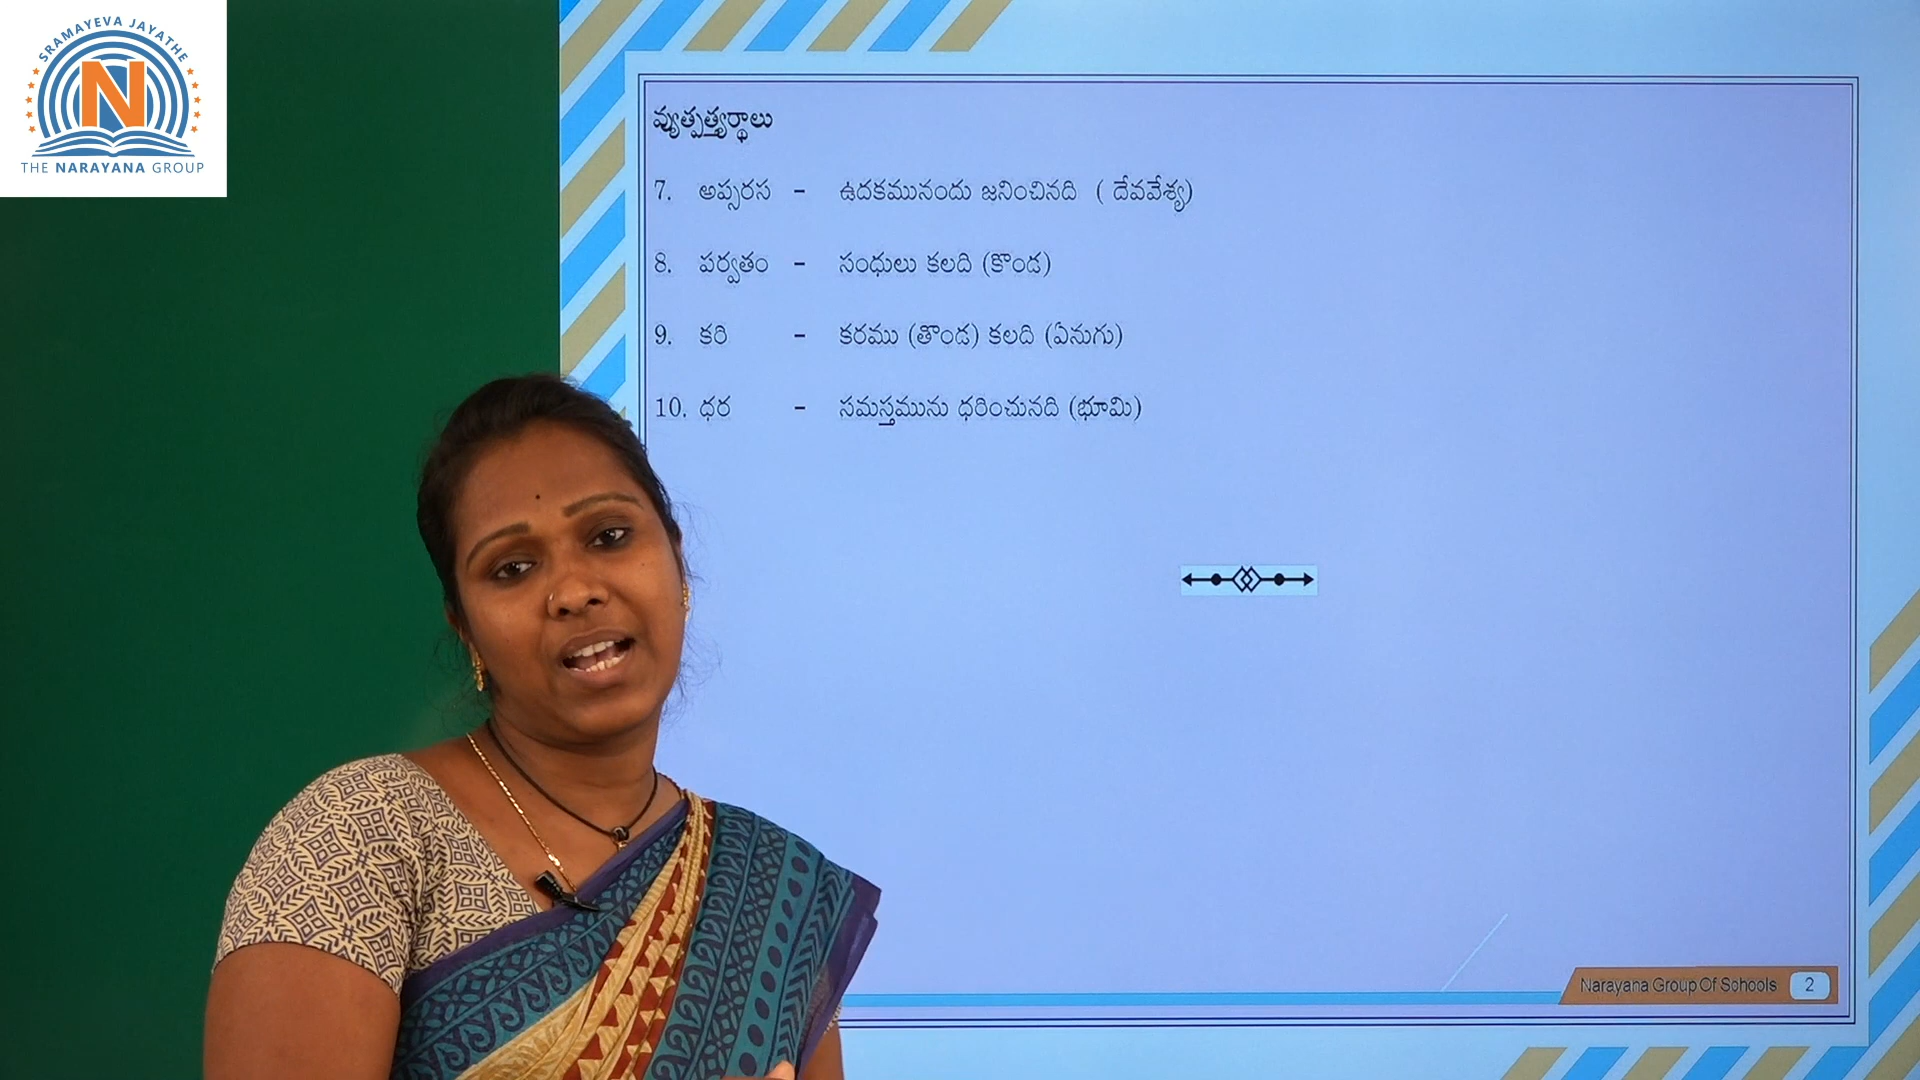 SRAMAYEVA JAYATHE
N
THE NARAYANA GROUP
వ్యుత్పత్త్యర్థాలు
7. అప్సరస - ఉదకమునందు జనించినది ( దేవవేశ్య)
8. పర్వతం - సంధులు కలది (కొండ)
9. కరి - కరము (తొండ) కలది (ఏనుగు)
10. ధర - సమస్తమును ధరించునది (భూమి)
Narayana Group Of Schools 2